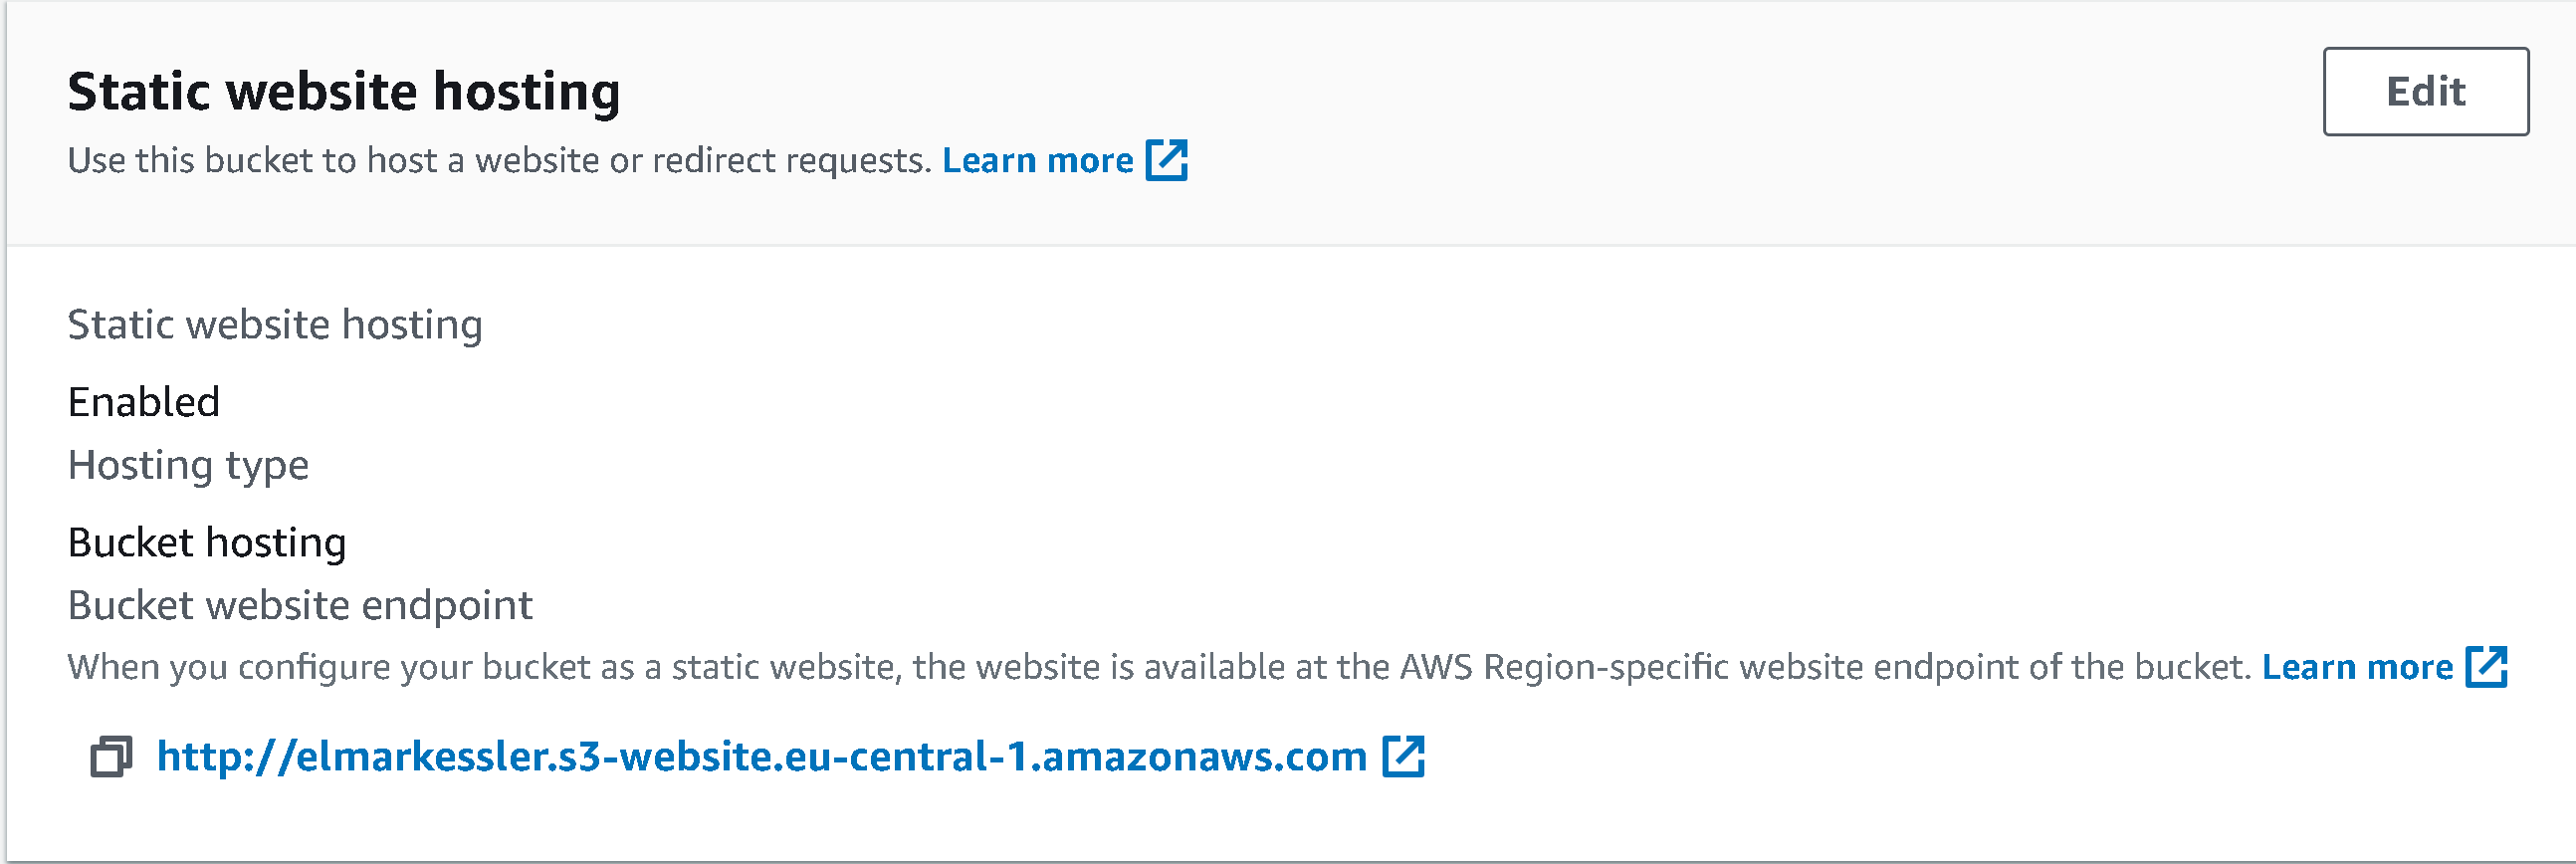 Static website hosting
Edit
Use this bucket to host a website or redirect requests. Learn more
Static website hosting
Enabled
Hosting type
Bucket hosting
Bucket website endpoint
When you configure your bucket as a static website, the website is available at the AWS Region-specific website endpoint of the bucket. Learn more
http://elmarkessler.s3-website.eu-central-1.amazonaws.com